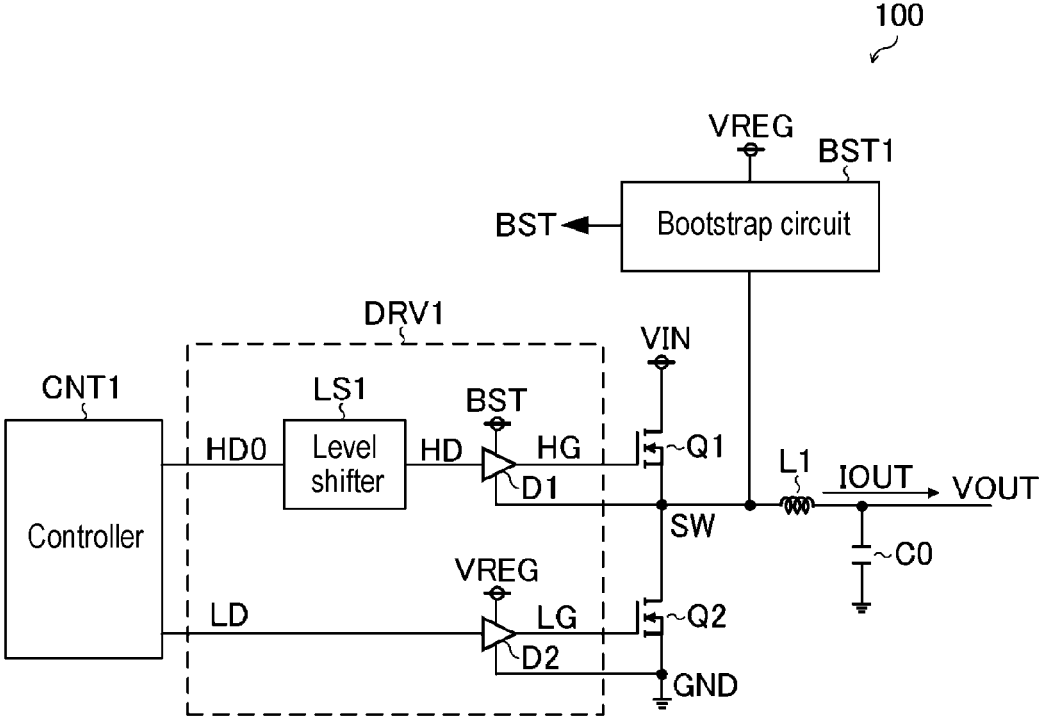 100
VREG
BST1
BST
Bootstrap circuit
DRV1
VIN
CNT1
LS1
BST
HD0
Level
shifter
HD
HG
Q1
D1
L1
IOUT
VOUT
SW
Controller
C0
VREG
LD
LG
Q2
D2
GND